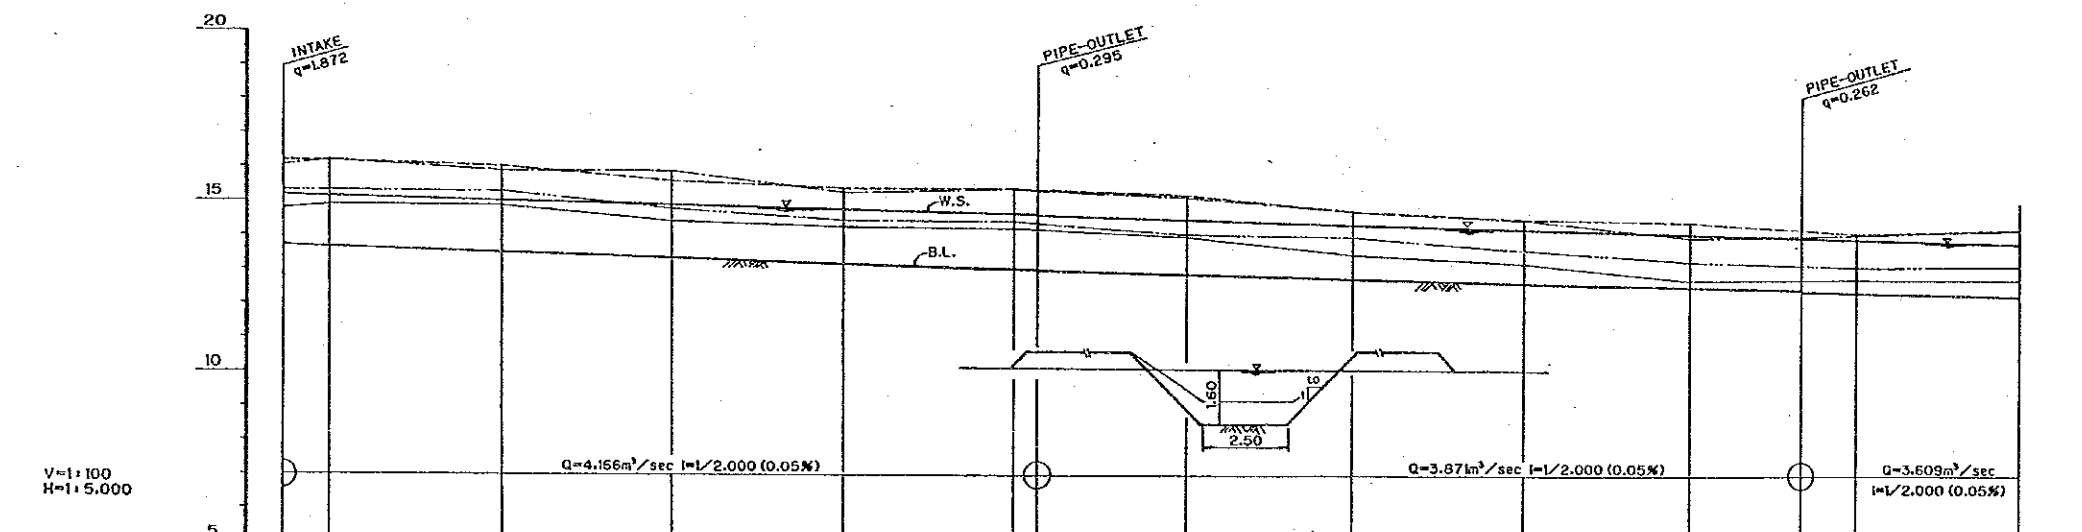 20
INTAKE
q=1.872
PIPE-OUTLET
q=0.295
PIPE-OUTLET
q=0.262
15
W.S.
B.L.
10
1.60
2.50
V=1:100
H=1:5.000
Q=4.166m³/sec I=1/2.000 (0.05%)
Q=3.871m³/sec I=1/2.000 (0.05%)
Q=3.609m³/sec
I=1/2.000 (0.05%)
5